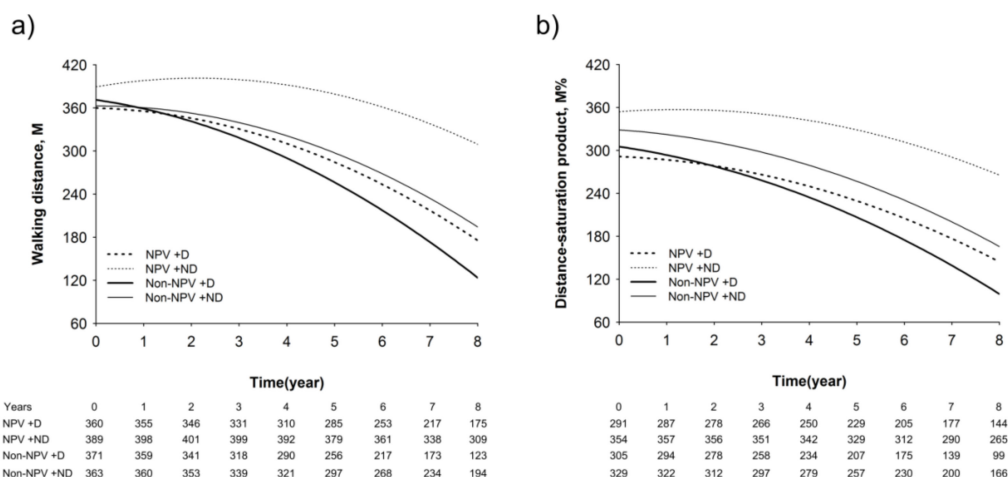 a)
Walking distance, M
420
360
300
240
180
120
60
NPV +D
NPV +ND
Non-NPV +D
Non-NPV +ND
0 1 2 3 4 5 6 7 8
Time(year)
b)
Distance-saturation product, M%
420
360
300
240
180
120
60
NPV +D
NPV +ND
Non-NPV +D
Non-NPV +ND
0 1 2 3 4 5 6 7 8
Time(year)
Years 0 1 2 3 4 5 6 7 8 0 1 2 3 4 5 6 7 8
NPV +D 360 355 346 331 310 285 253 217 175 291 287 278 266 250 229 205 177 144
NPV +ND 389 398 401 399 392 379 361 338 309 354 357 356 351 342 329 312 290 265
Non-NPV +D 371 359 341 318 290 256 217 173 123 305 294 278 258 234 207 175 139 99
Non-NPV +ND 363 360 353 339 321 297 268 234 194 329 322 312 297 279 257 230 200 166